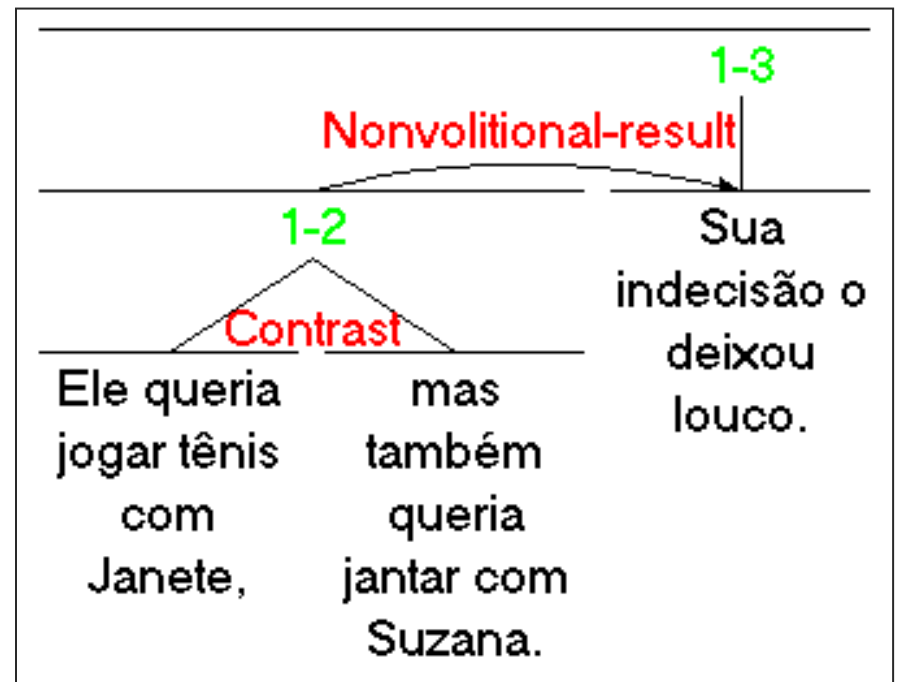 1-3
Nonvolitional-result
1-2
Contrast
Ele queria
jogar tênis
com
Janete,
mas
também
queria
jantar com
Suzana.
Sua
indecisão o
deixou
louco.